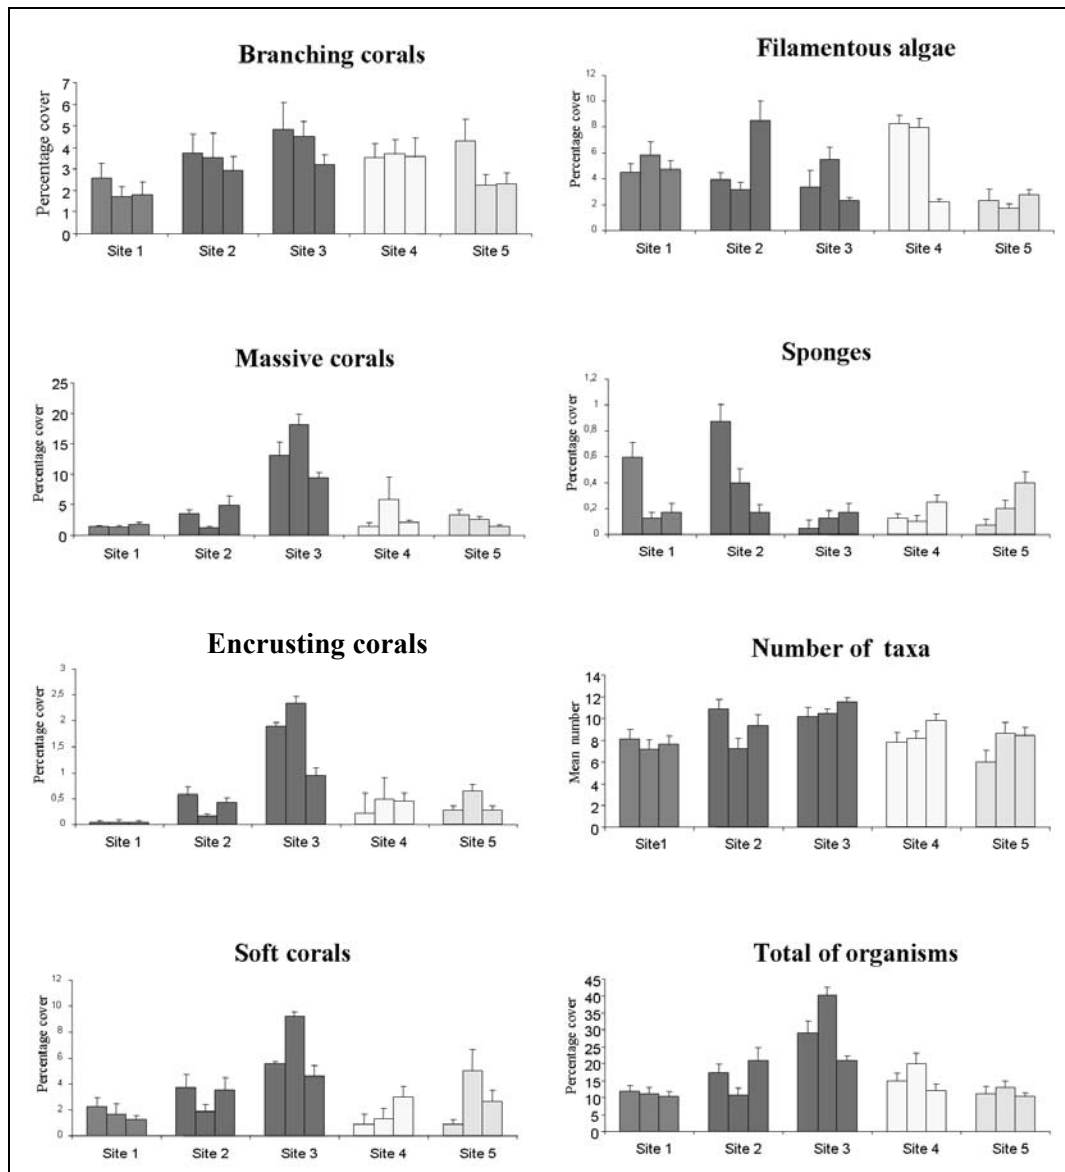 Branching corals
Percentage cover
7
6
5
4
3
2
1
0
Site 1 Site 2 Site 3 Site 4 Site 5
Filamentous algae
Percentage cover
12
10
8
6
4
2
0
Site 1 Site 2 Site 3 Site 4 Site 5
Massive corals
Percentage cover
25
20
15
10
5
0
Site 1 Site 2 Site 3 Site 4 Site 5
Sponges
Percentage cover
1,2
1
0,8
0,6
0,4
0,2
0
Site 1 Site 2 Site 3 Site 4 Site 5
Encrusting corals
Percentage cover
3
2,5
2
1,5
1
0,5
0
Site 1 Site 2 Site 3 Site 4 Site 5
Number of taxa
Mean number
14
12
10
8
6
4
2
0
Site1 Site 2 Site 3 Site 4 Site 5
Soft corals
Percentage cover
12
10
8
6
4
2
0
Site 1 Site 2 Site 3 Site 4 Site 5
Total of organisms
Percentage cover
45
40
35
30
25
20
15
10
5
0
Site 1 Site 2 Site 3 Site 4 Site 5